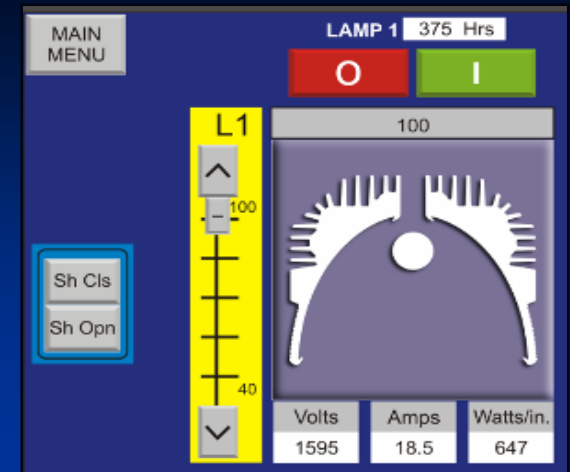 MAIN
MENU
LAMP 1 375 Hrs
O I
L1
100
100
40
Sh Cls
Sh Opn
Volts Amps Watts/in.
1595 18.5 647